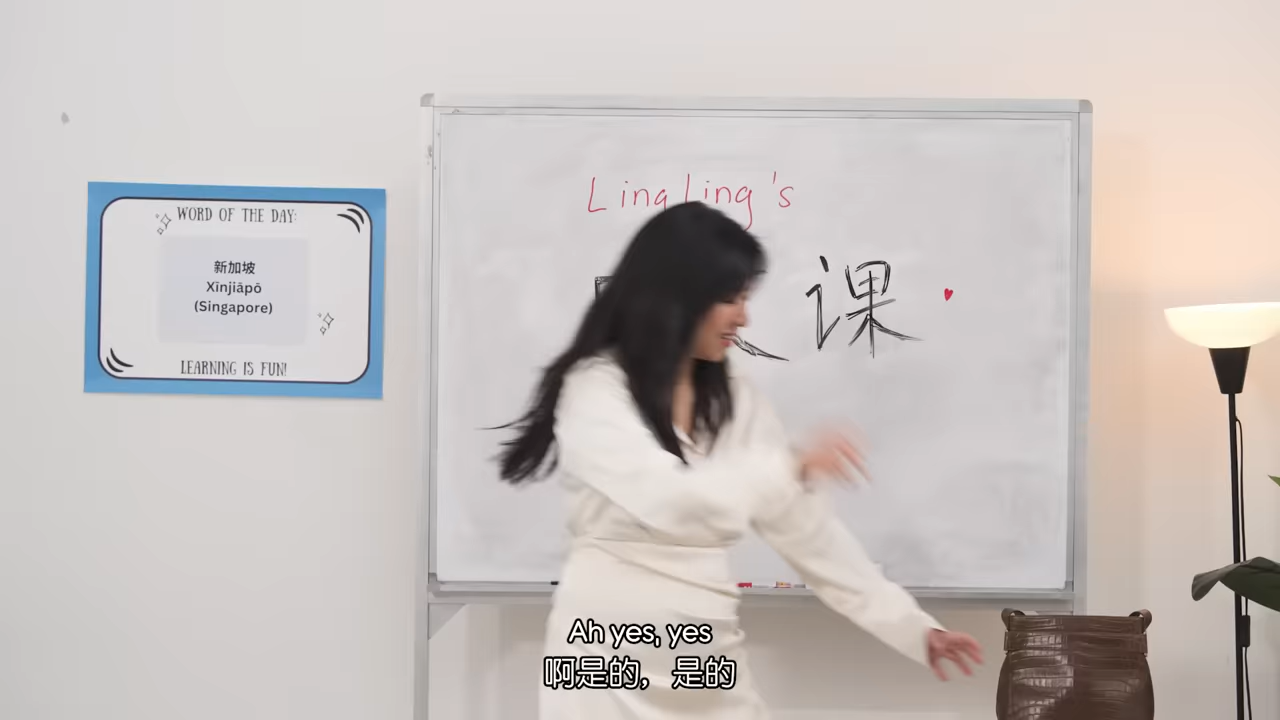 WORD OF THE DAY:
新加坡
Xīnjiāpō
(Singapore)
LEARNING IS FUN!
LingLing's
课
Ah yes, yes
啊是的，是的